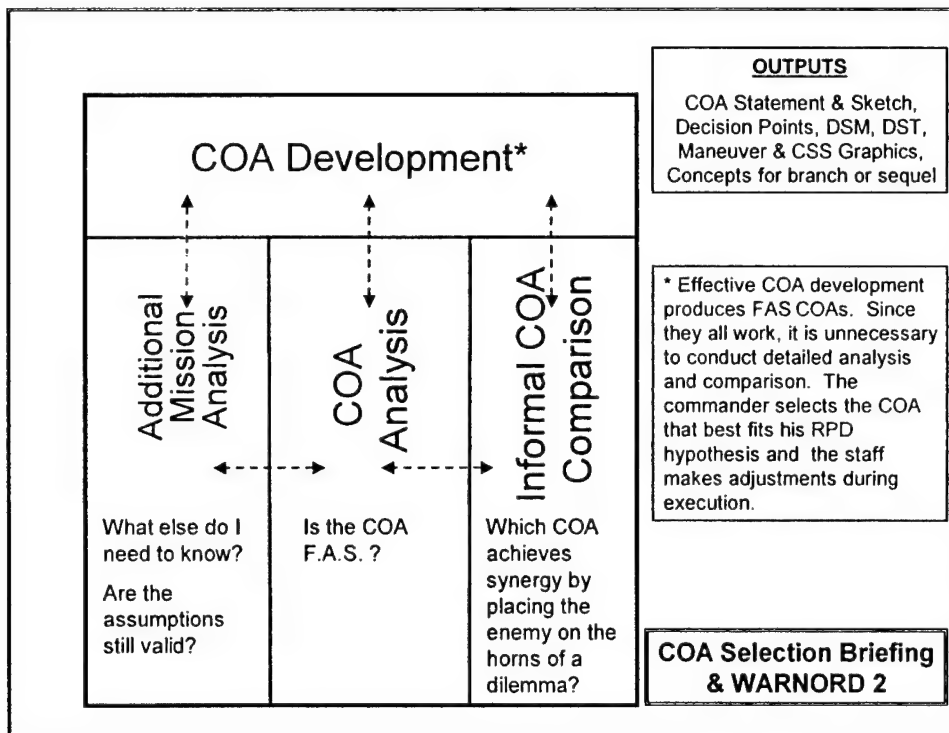 COA Development*
Additional
Mission
Analysis
What else do I
need to know?
Are the
assumptions
still valid?
COA
Analysis
Is the COA
F.A.S. ?
Informal COA
Comparison
Which COA
achieves
synergy by
placing the
enemy on the
horns of a
dilemma?
OUTPUTS
COA Statement & Sketch,
Decision Points, DSM, DST,
Maneuver & CSS Graphics,
Concepts for branch or sequel
* Effective COA development
produces FAS COAs.  Since
they all work, it is unnecessary
to conduct detailed analysis
and comparison.  The
commander selects the COA
that best fits his RPD
hypothesis and  the staff
makes adjustments during
execution.
COA Selection Briefing
& WARNORD 2